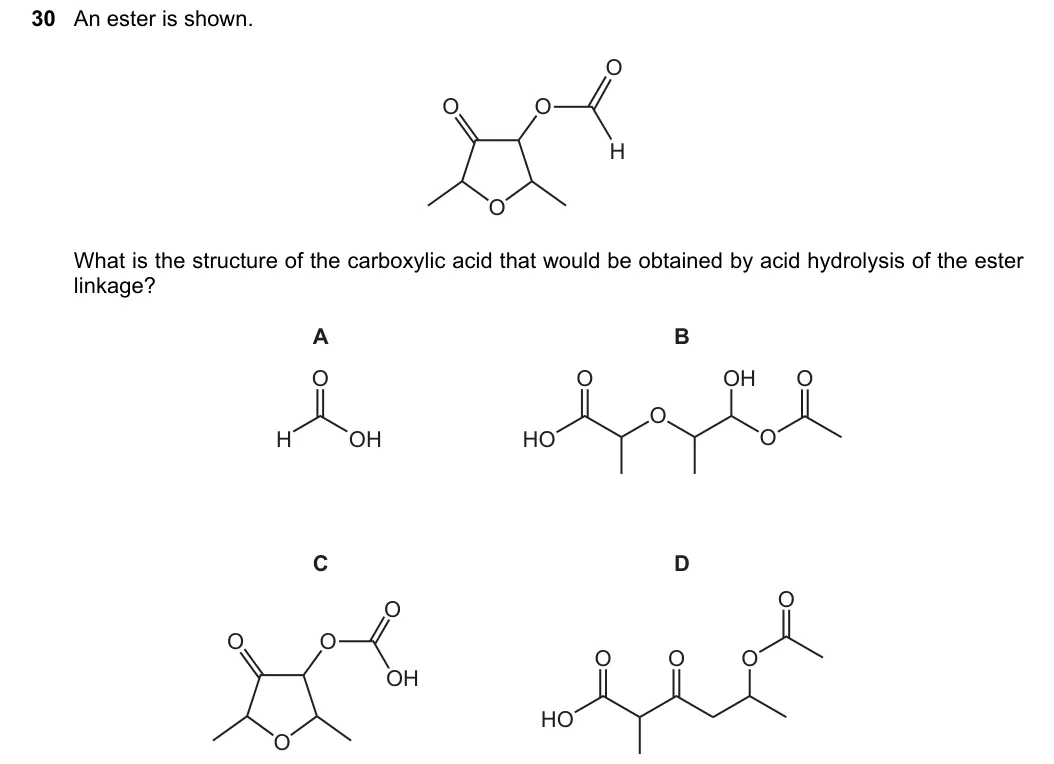 30 An ester is shown.
O
O
O
H
O
What is the structure of the carboxylic acid that would be obtained by acid hydrolysis of the ester
linkage?
A B
O
H OH
O O OH O
HO O
C D
O O O
OH
O
O
O O O
HO